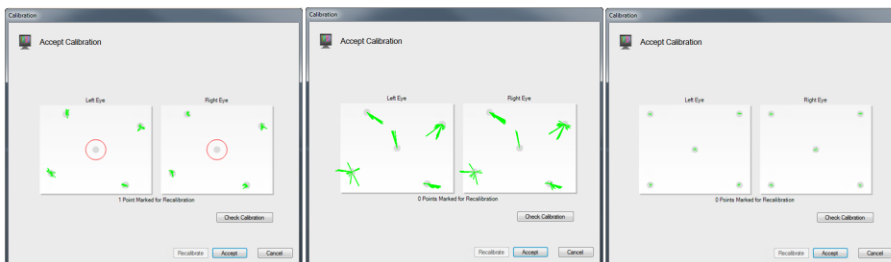 Calibration
Accept Calibration
Left Eye Right Eye
1 Point Marked for Recalibration
Check Calibration
Recalibrate Accept Cancel
Calibration
Accept Calibration
Left Eye Right Eye
0 Points Marked for Recalibration
Check Calibration
Recalibrate Accept Cancel
Calibration
Accept Calibration
Left Eye Right Eye
0 Points Marked for Recalibration
Check Calibration
Recalibrate Accept Cancel